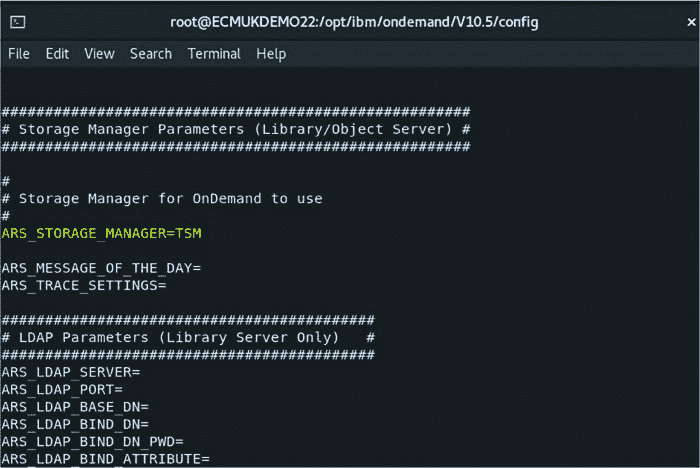 root@ECMUKDEMO22:/opt/ibm/ondemand/V10.5/config
File Edit View Search Terminal Help
######################################################
# Storage Manager Parameters (Library/Object Server) #
######################################################
#
# Storage Manager for OnDemand to use
#
ARS_STORAGE_MANAGER=TSM
ARS_MESSAGE_OF_THE_DAY=
ARS_TRACE_SETTINGS=
###########################################
# LDAP Parameters (Library Server Only)   #
###########################################
ARS_LDAP_SERVER=
ARS_LDAP_PORT=
ARS_LDAP_BASE_DN=
ARS_LDAP_BIND_DN=
ARS_LDAP_BIND_DN_PWD=
ARS_LDAP_BIND_ATTRIBUTE=